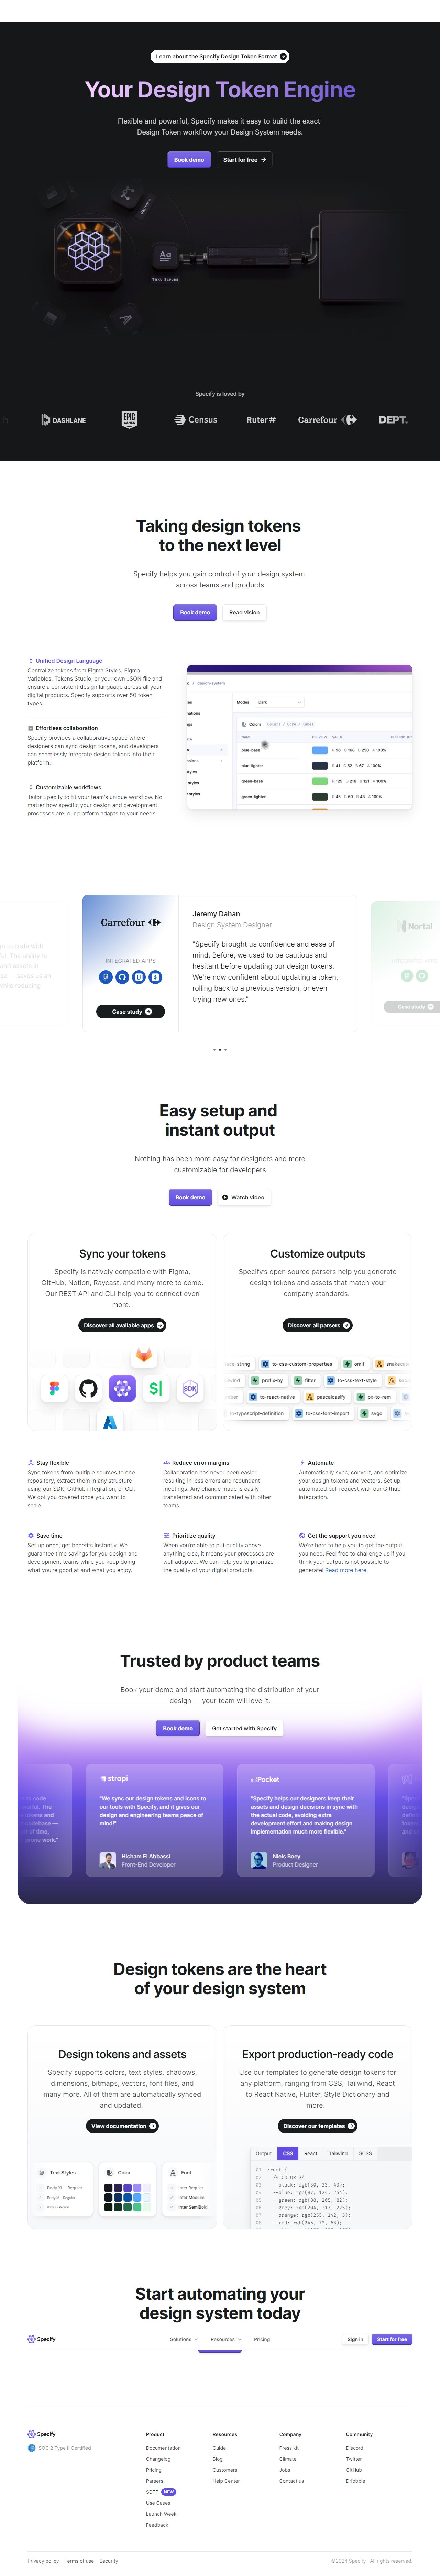 Learn about the Specify Design Token Format
Your Design Token Engine
Flexible and powerful, Specify makes it easy to build the exact
Design Token workflow your Design System needs.
Book demo
Start for free
Aa
Text Styles
Specify is loved by
DASHLANE
EPIC GAMES
Census
Ruter#
Carrefour
DEPT.
Taking design tokens
to the next level
Specify helps you gain control of your design system
across teams and products
Book demo
Read vision
Unified Design Language
Centralize tokens from Figma Styles, Figma
Variables, Tokens Studio, or your own JSON file and
ensure a consistent design language across all your
digital products. Specify supports over 50 token
types.
Effortless collaboration
Specify provides a collaborative space where
designers can sync design tokens, and developers
can seamlessly integrate design tokens into their
platform.
Customizable workflows
Tailor Specify to fit your team's unique workflow. No
matter how specific your design and development
processes are, our platform adapts to your needs.
/ design-system
Modes
Dark
Colors
Colors / Core / label
NAME
PREVIEW
VALUE
DESCRIPTION
blue-base
blue-lighter
green-base
green-lighter
Carrefour
INTEGRATED APPS
Case study
Jeremy Dahan
Design System Designer
"Specify brought us confidence and ease of
mind. Before, we used to be cautious and
hesitant before updating our design tokens.
We're now confident about updating a token,
rolling back to a previous version, or even
trying new ones."
Nortal
Case study
Easy setup and
instant output
Nothing has been more easy for designers and more
customizable for developers
Book demo
Watch video
Sync your tokens
Specify is natively compatible with Figma,
GitHub, Notion, Raycast, and many more to come.
Our REST API and CLI help you to connect even
more.
Discover all available apps
SDK
Customize outputs
Specify's open source parsers help you generate
design tokens and assets that match your
company standards.
Discover all parsers
to-css-custom-properties
omit
prefix-by
filter
to-css-text-style
to-react-native
pascalcasify
px-to-rem
to-typescript-definition
to-css-font-import
svgo
Stay flexible
Sync tokens from multiple sources to one
repository, extract them in any structure
using our SDK, GitHub integration, or CLI.
We got you covered once you want to
scale.
Reduce error margins
Collaboration has never been easier,
resulting in less errors and redundant
meetings. Any change made is easily
transferred and communicated with other
teams.
Automate
Automatically sync, convert, and optimize
your design tokens and assets. Set up
automated pull request with our Github
integration.
Save time
Set up once, get benefits instantly. We
guarantee time savings for you design and
development teams while you keep doing
what you're good at and what you enjoy.
Prioritize quality
When you're able to put quality above
anything else, it means your processes are
well adopted. We can help you to prioritize
the quality of your digital products.
Get the support you need
We're here to help you to get the output
you need. Feel free to challenge us if you
think your output is not possible to
generate! Read more here.
Trusted by product teams
Book your demo and start automating the distribution of your
design — your team will love it.
Book demo
Get started with Specify
strapi
"We sync our design tokens and icons to
our tools with Specify, and it gives our
design and engineering teams peace of
mind!"
Hicham El Abbassi
Front-End Developer
Pocket
"Specify helps our designers keep their
assets and design decisions in sync with
the actual code, avoiding extra
development effort and making design
implementation much more flexible."
Niels Boey
Product Designer
Design tokens are the heart
of your design system
Design tokens and assets
Specify supports colors, text styles, shadows,
dimensions, bitmaps, vectors, font files, and
many more. All of them are automatically synced
and updated.
View documentation
Text Styles
Body XL - Regular
Body M - Regular
Color
Font
Inter Regular
Inter Medium
Inter SemiBold
Export production-ready code
Use our templates to generate design tokens for
any platform, ranging from CSS, Tailwind, React
to React Native, Flutter, Style Dictionary and
more.
Discover our templates
Output
CSS
React
Tailwind
SCSS
01 :root {
02 /* COLOR */
03 --black: rgb(30, 33, 43);
04 --blue: rgb(87, 124, 254);
05 --green: rgb(88, 205, 82);
06 --grey: rgb(204, 213, 225);
07 --orange: rgb(255, 142, 5);
08 --red: rgb(245, 72, 63);
Start automating your
design system today
Specify
Solutions
Resources
Pricing
Sign in
Start for free
Specify
SOC 2 Type II Certified
Product
Documentation
Changelog
Pricing
Parsers
SDTF NEW
Use Cases
Launch Week
Feedback
Resources
Guide
Blog
Customers
Help Center
Company
Press kit
Climate
Jobs
Contact us
Community
Discord
Twitter
GitHub
Dribbble
Privacy policy
Terms of use
Security
©2024 Specify · All rights reserved.